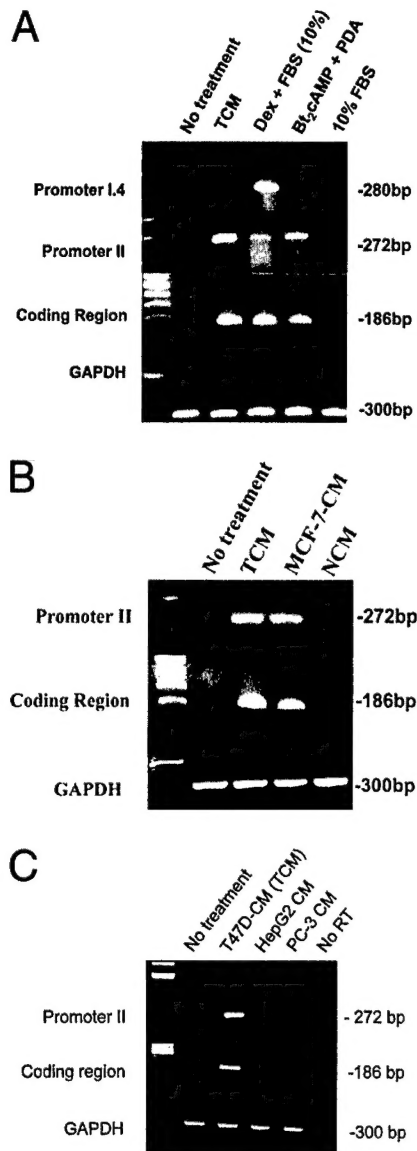 A
No treatment
TCM
Dex + FBS (10%)
Bt₂cAMP + PDA
10% FBS
Promoter I.4
-280bp
Promoter II
-272bp
Coding Region
-186bp
GAPDH
-300bp
B
No treatment
TCM
MCF-7-CM
NCM
Promoter II
-272bp
Coding Region
-186bp
GAPDH
-300bp
C
No treatment
T47D-CM (TCM)
HepG2 CM
PC-3 CM
No RT
Promoter II
- 272 bp
Coding region
-186 bp
GAPDH
-300 bp